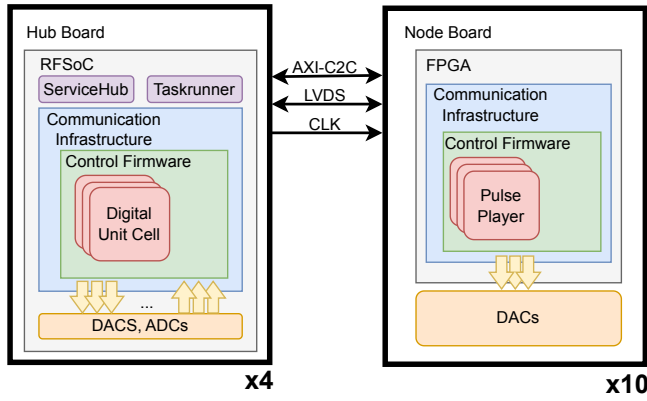 Hub Board
RFSoC
ServiceHub
Taskrunner
Communication
Infrastructure
Control Firmware
Digital
Unit Cell
...
DACS, ADCs
x4
AXI-C2C
LVDS
CLK
Node Board
FPGA
Communication
Infrastructure
Control Firmware
Pulse
Player
DACs
x10